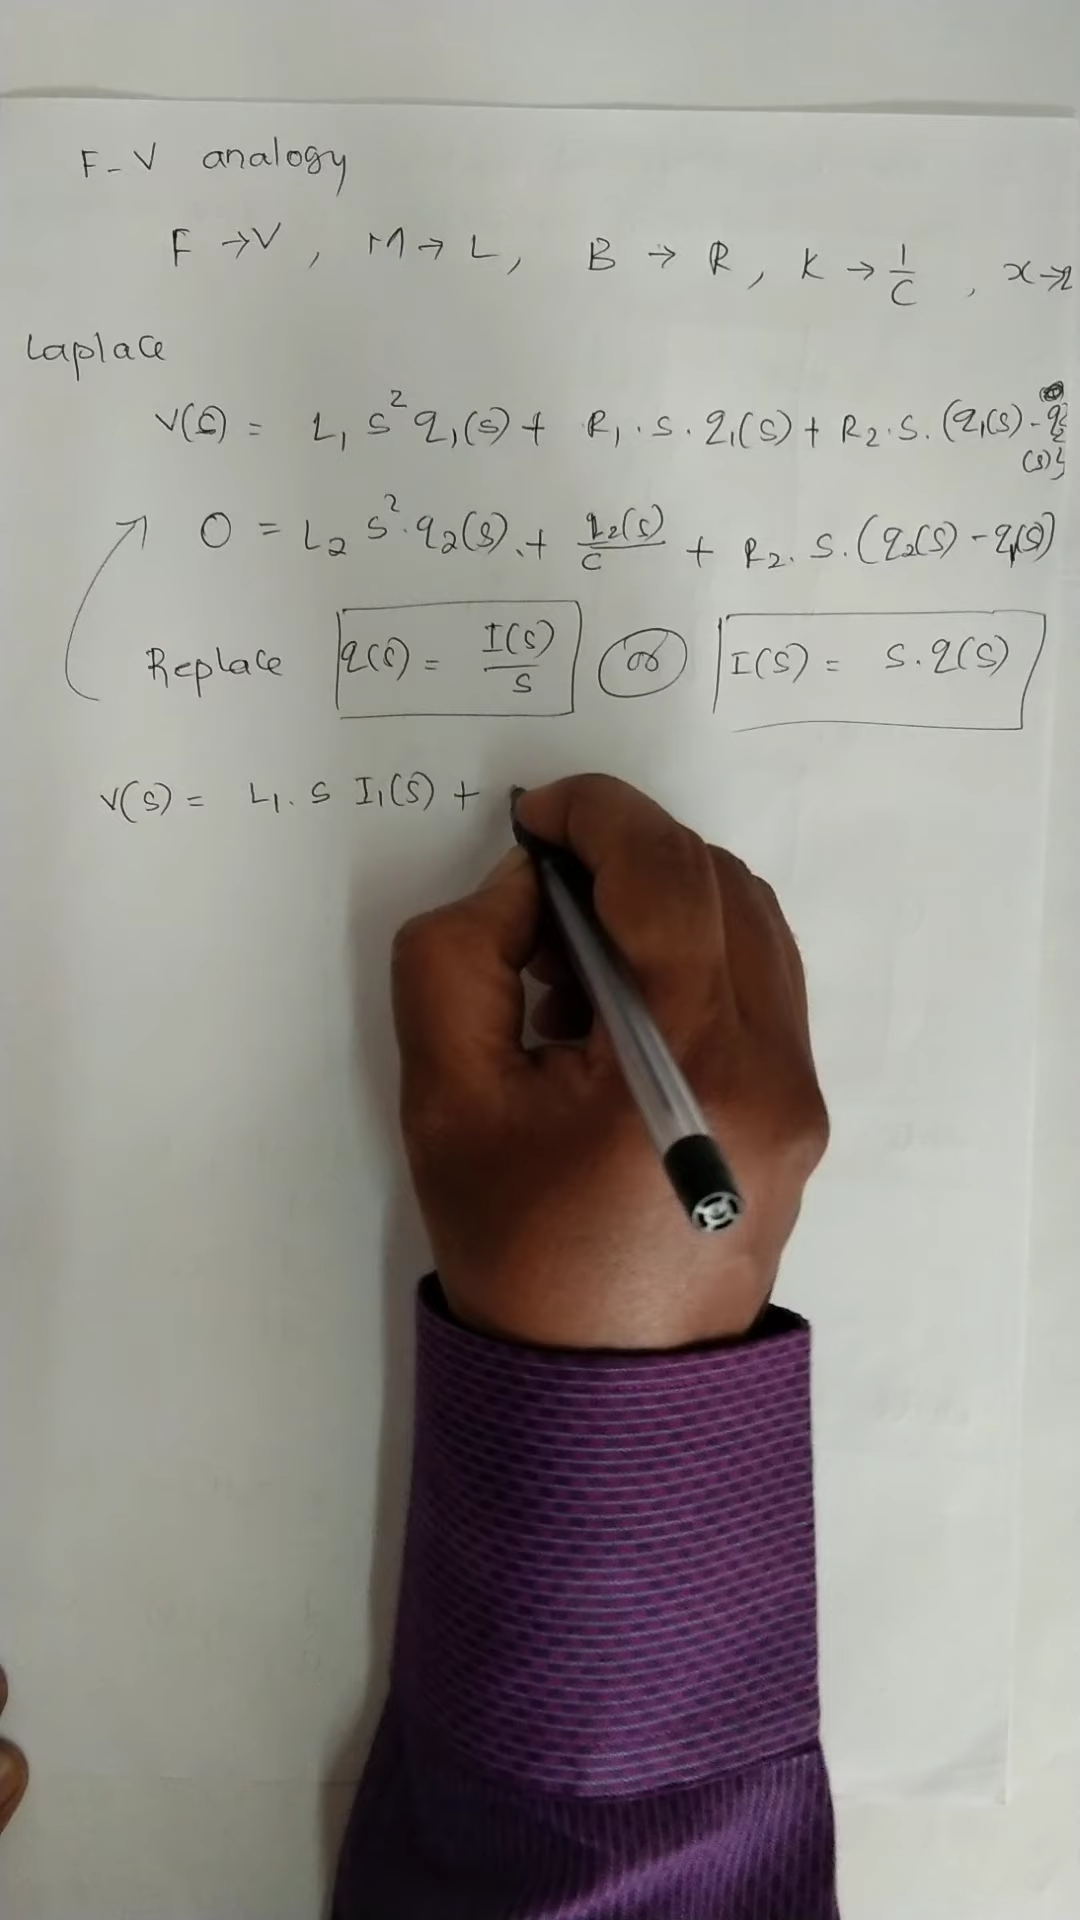 F-V analogy
F → V, M → L, B → R, K → 1/C, x → q
Laplace
V(s) = L₁ s² q₁(s) + R₁ . s . q₁(s) + R₂ . s . (q₁(s) - q₂
(s)}
0 = L₂ s² . q₂(s) + q₂(s)/C + R₂ . s . (q₂(s) - q₁(s))
Replace q(s) = I(s)/s or I(s) = s . q(s)
V(s) = L₁ . s I₁(s) +